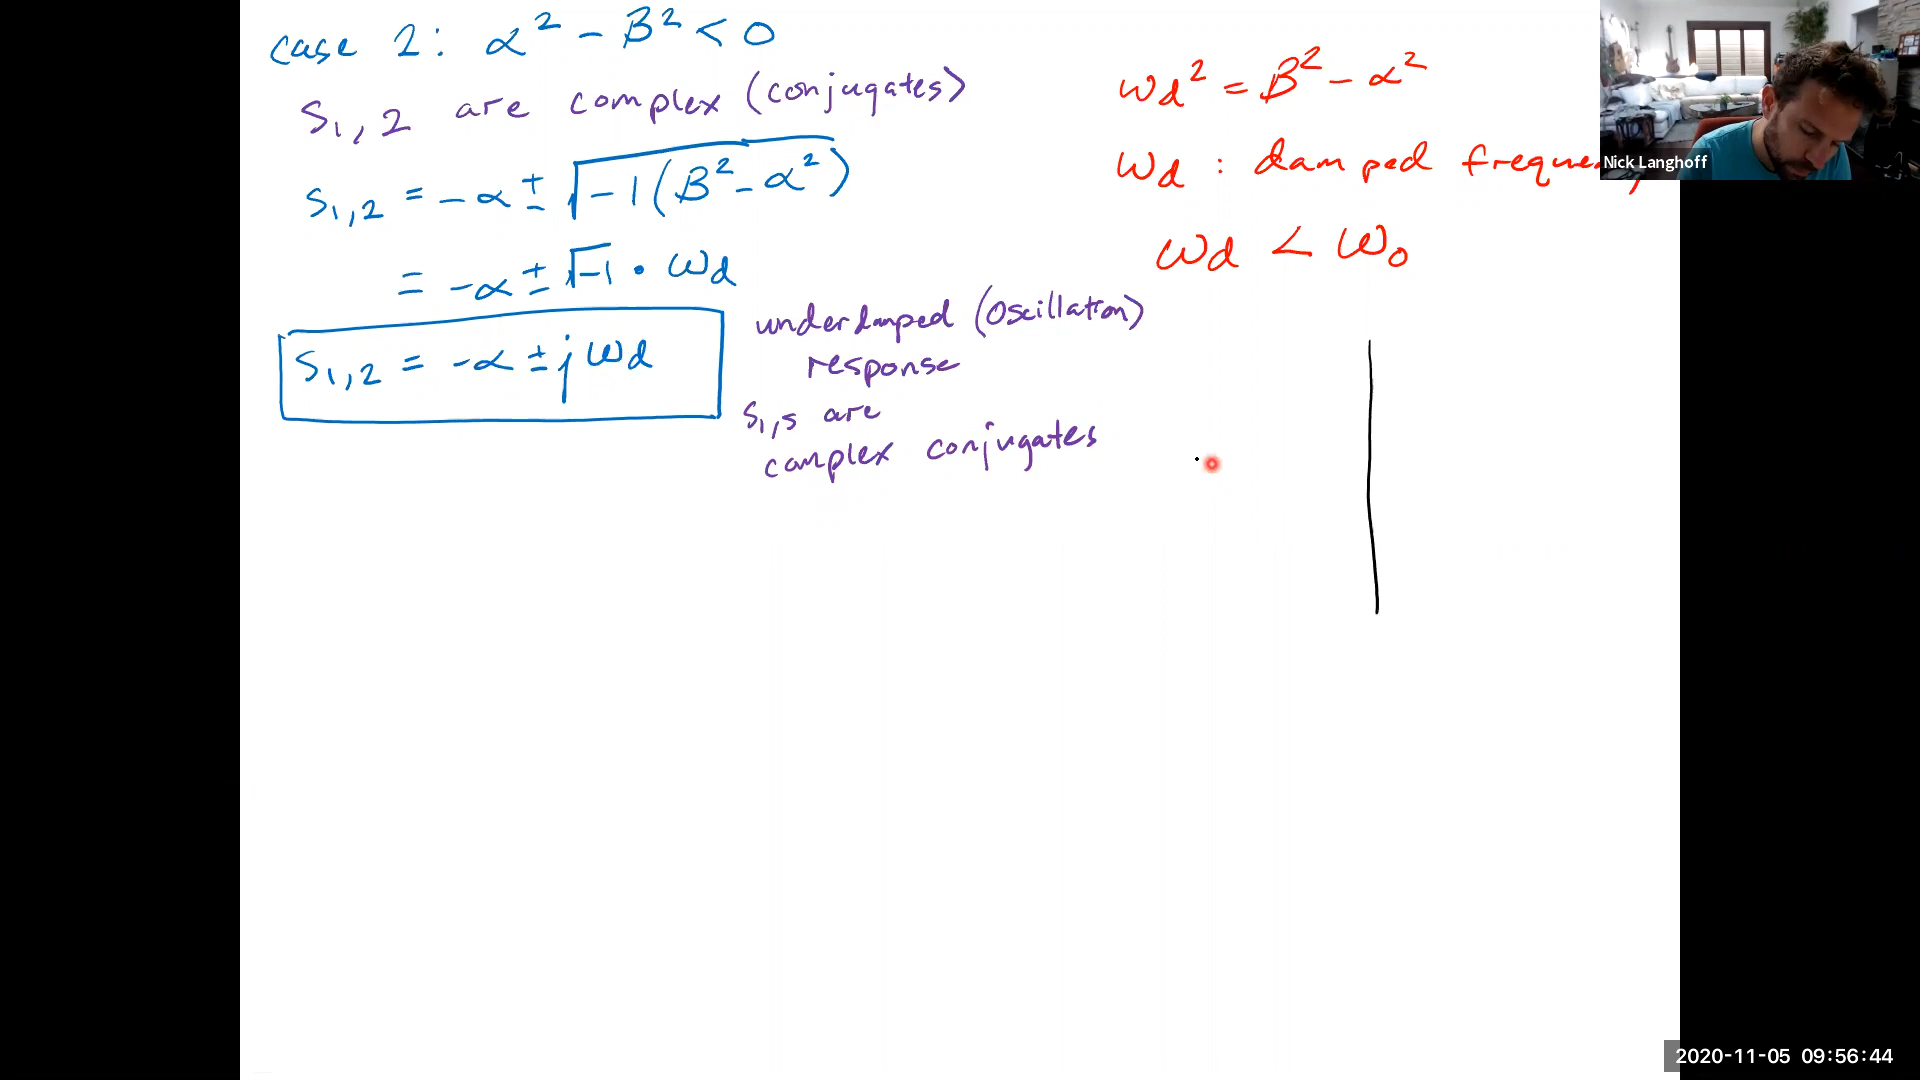 case 2: α² - β² < 0
s₁,₂ are complex (conjugates)
s₁,₂ = -α ± √-1(β² - α²)
= -α ± √-1 · ωd
s₁,₂ = -α ± jωd
underdamped (oscillation)
response
s₁,s are
complex conjugates
ωd² = β² - α²
ωd : damped
ωd < ω₀
Nick Langhoff
2020-11-05 09:56:44